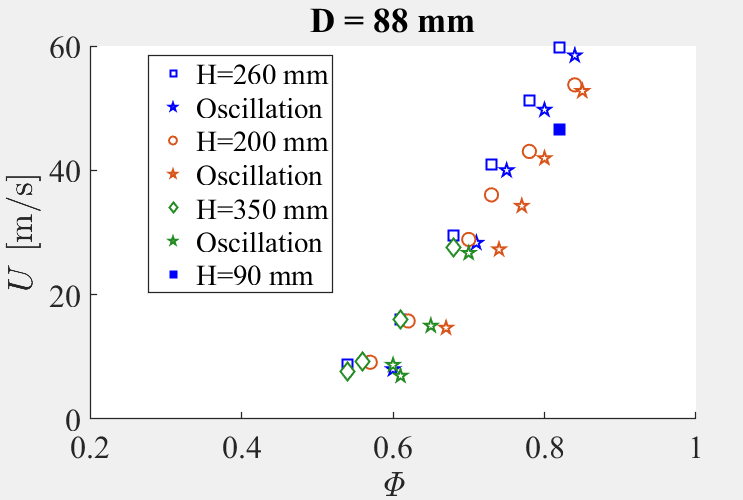 D = 88 mm
60
40
20
0
U [m/s]
H=260 mm
Oscillation
H=200 mm
Oscillation
H=350 mm
Oscillation
H=90 mm
0.2 0.4 0.6 0.8 1
Φ